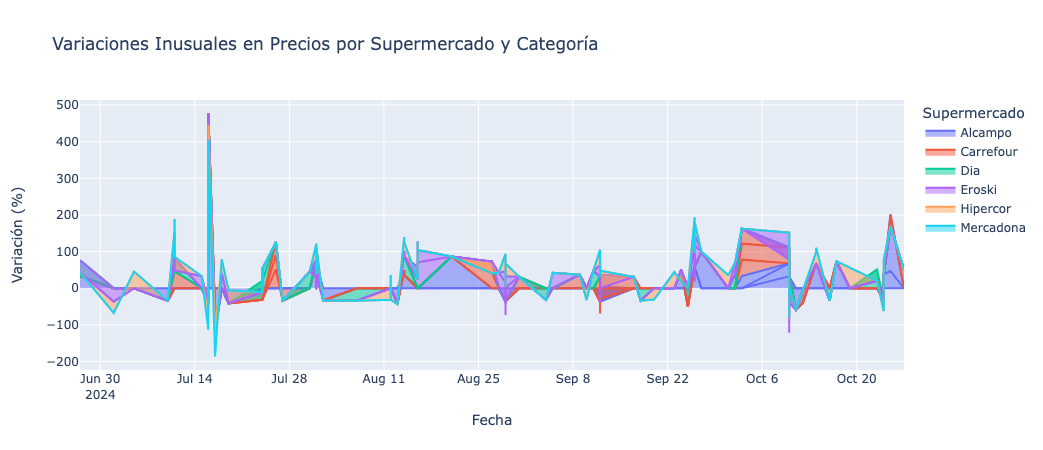 Variaciones Inusuales en Precios por Supermercado y Categoría
Variación (%)
500
400
300
200
100
0
−100
−200
Jun 30
2024
Jul 14
Jul 28
Aug 11
Aug 25
Sep 8
Sep 22
Oct 6
Oct 20
Fecha
Supermercado
Alcampo
Carrefour
Dia
Eroski
Hipercor
Mercadona